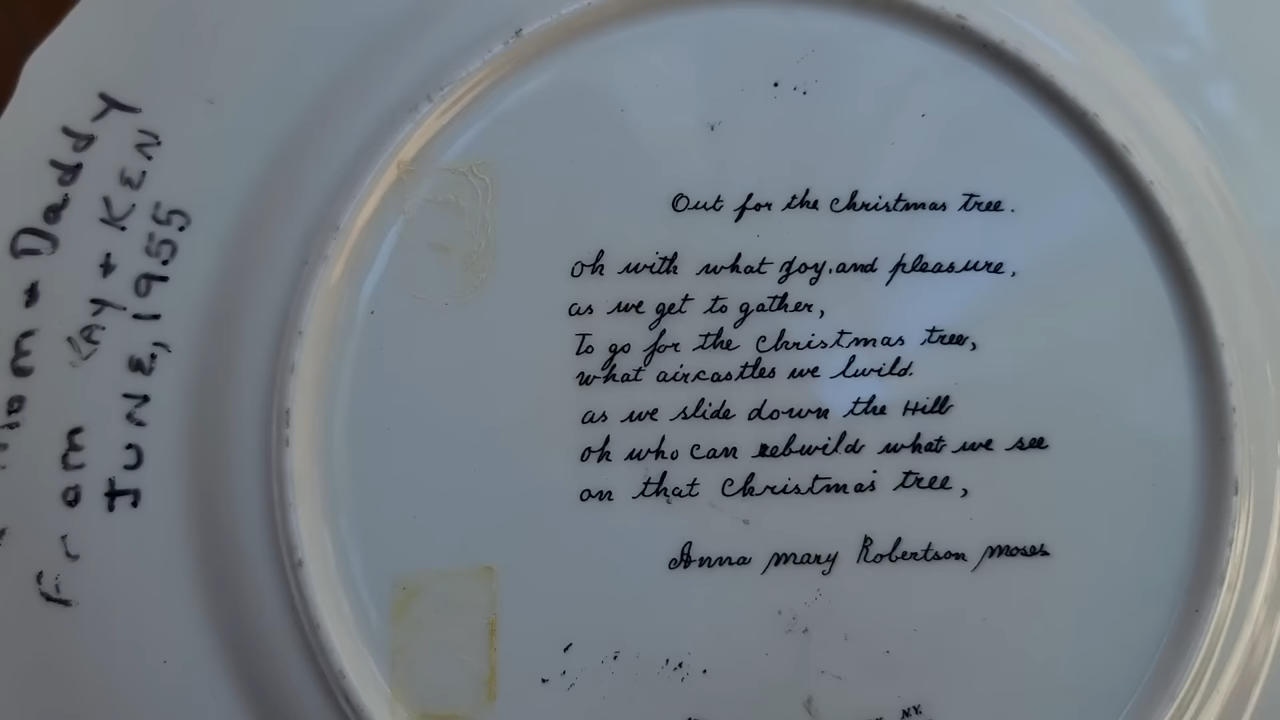 Out for the Christmas tree.
oh with what joy, and pleasure,
as we get to gather,
To go for the Christmas tree,
what aircastles we lwild.
as we slide down the Hill
oh who can rebwild what we see
on that Christmas tree,
Anna mary Robertson moses
Mom & Daddy
From KAY + KEN
JUNE, 1955
N.Y.